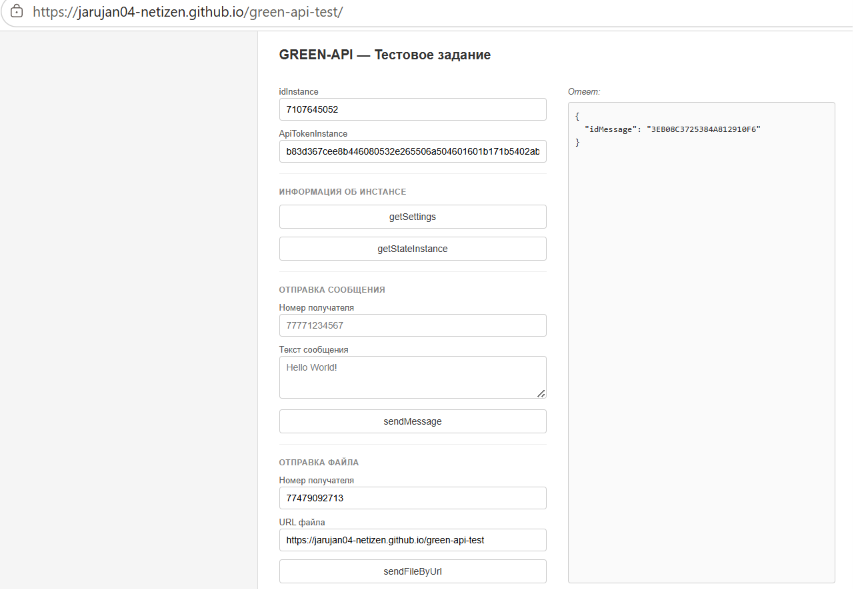 https://jarujan04-netizen.github.io/green-api-test/
GREEN-API — Тестовое задание
idInstance
7107645052
ApiTokenInstance
b83d367cee8b446080532e265506a504601601b171b5402ab
ИНФОРМАЦИЯ ОБ ИНСТАНСЕ
getSettings
getStateInstance
ОТПРАВКА СООБЩЕНИЯ
Номер получателя
77771234567
Текст сообщения
Hello World!
sendMessage
ОТПРАВКА ФАЙЛА
Номер получателя
77479092713
URL файла
https://jarujan04-netizen.github.io/green-api-test
sendFileByUrl
Ответ:
{
"idMessage": "3EB08C3725384A812910F6"
}